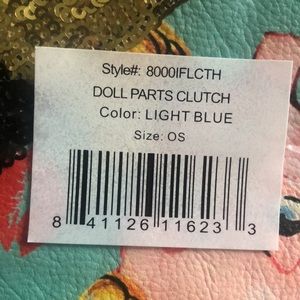 Style#: 8000IFLCTH
DOLL PARTS CLUTCH
Color: LIGHT BLUE
Size: OS
8 41126 11623 3